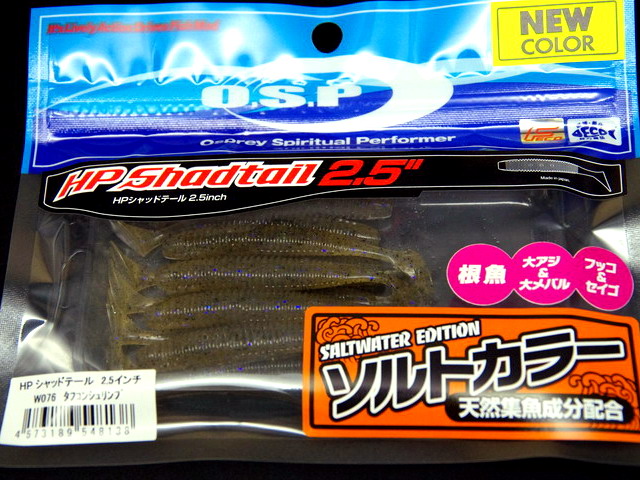 NEW
COLOR
O.S.P
Osprey Spiritual Performer
HP Shadtail 2.5"
HPシャッドテール 2.5inch
Made in Japan.
根魚
大アジ
&
大メバル
フッコ
&
セイゴ
SALTWATER EDITION
ソルトカラー
天然集魚成分配合
HP シャッドテール 2.5インチ
W076 タフコンシュリンプ
4 573189 548138